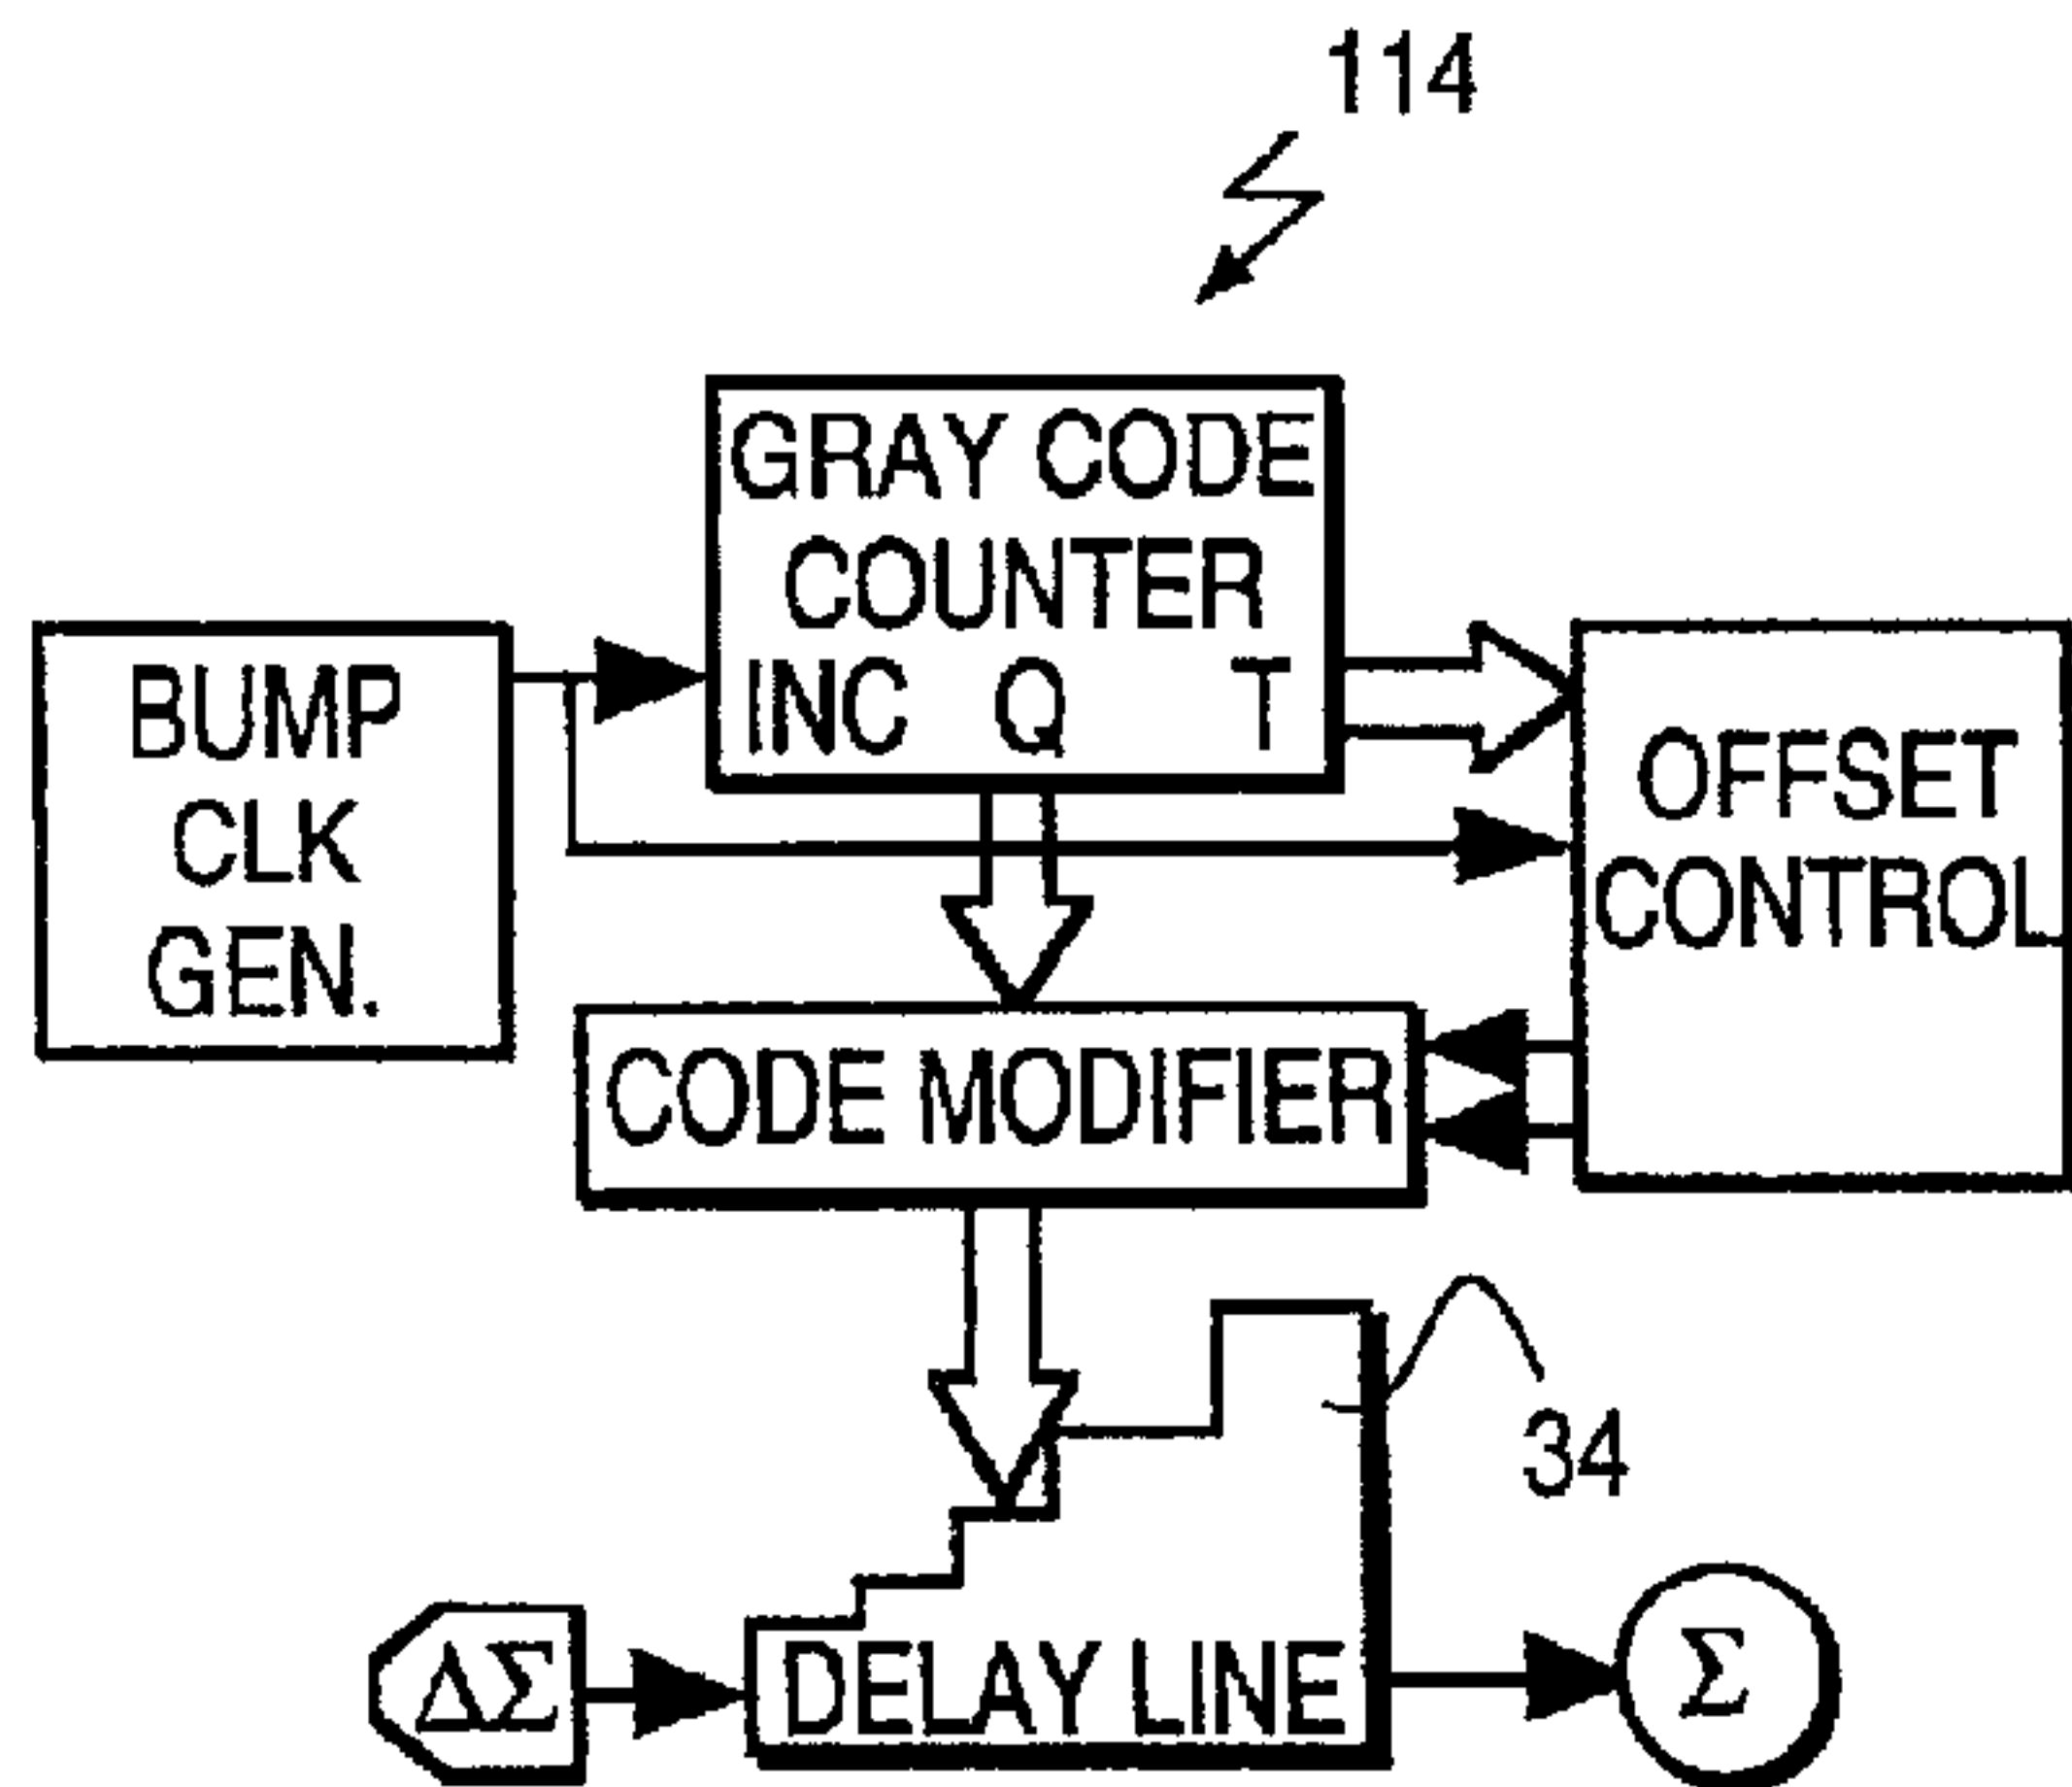 114
GRAY CODE
COUNTER
INC Q T
BUMP
CLK
GEN.
OFFSET
CONTROL
CODE MODIFIER
34
ΔΣ
DELAY LINE
Σ